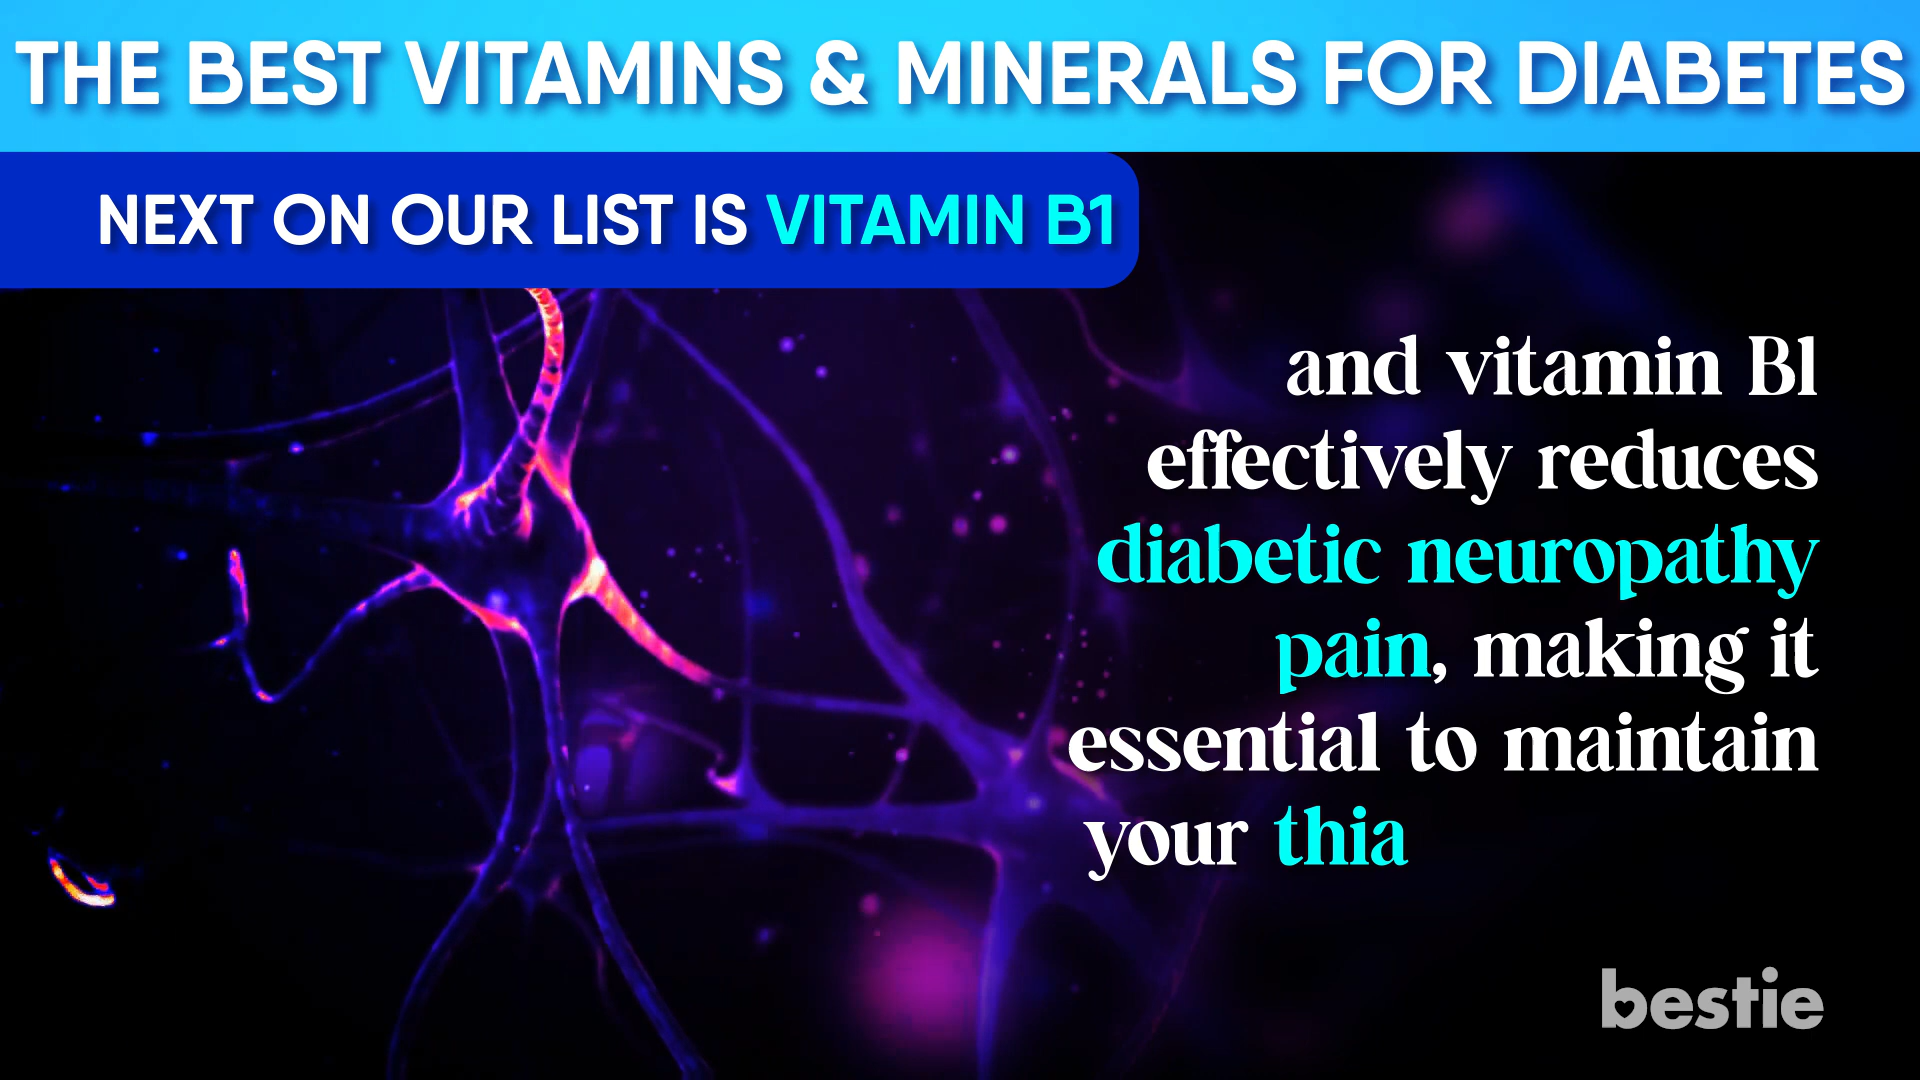 THE BEST VITAMINS & MINERALS FOR DIABETES
NEXT ON OUR LIST IS VITAMIN B1
and vitamin B1
effectively reduces
diabetic neuropathy
pain, making it
essential to maintain
your thia
bestie